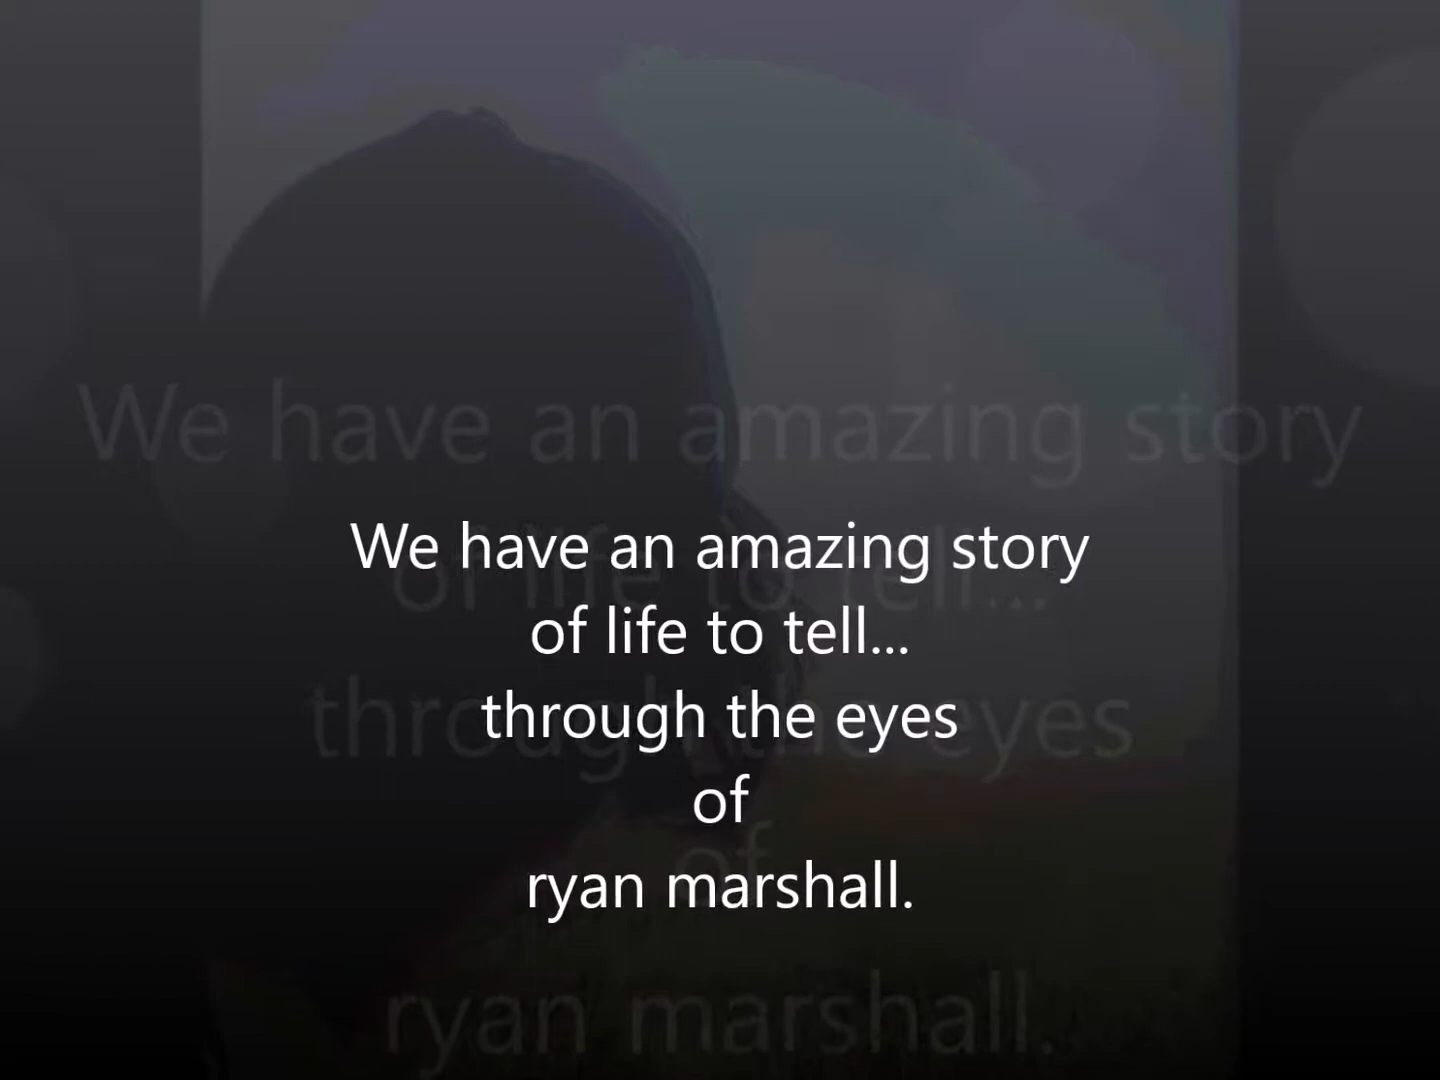 We have an amazing story
of life to tell...
through the eyes
of
ryan marshall.